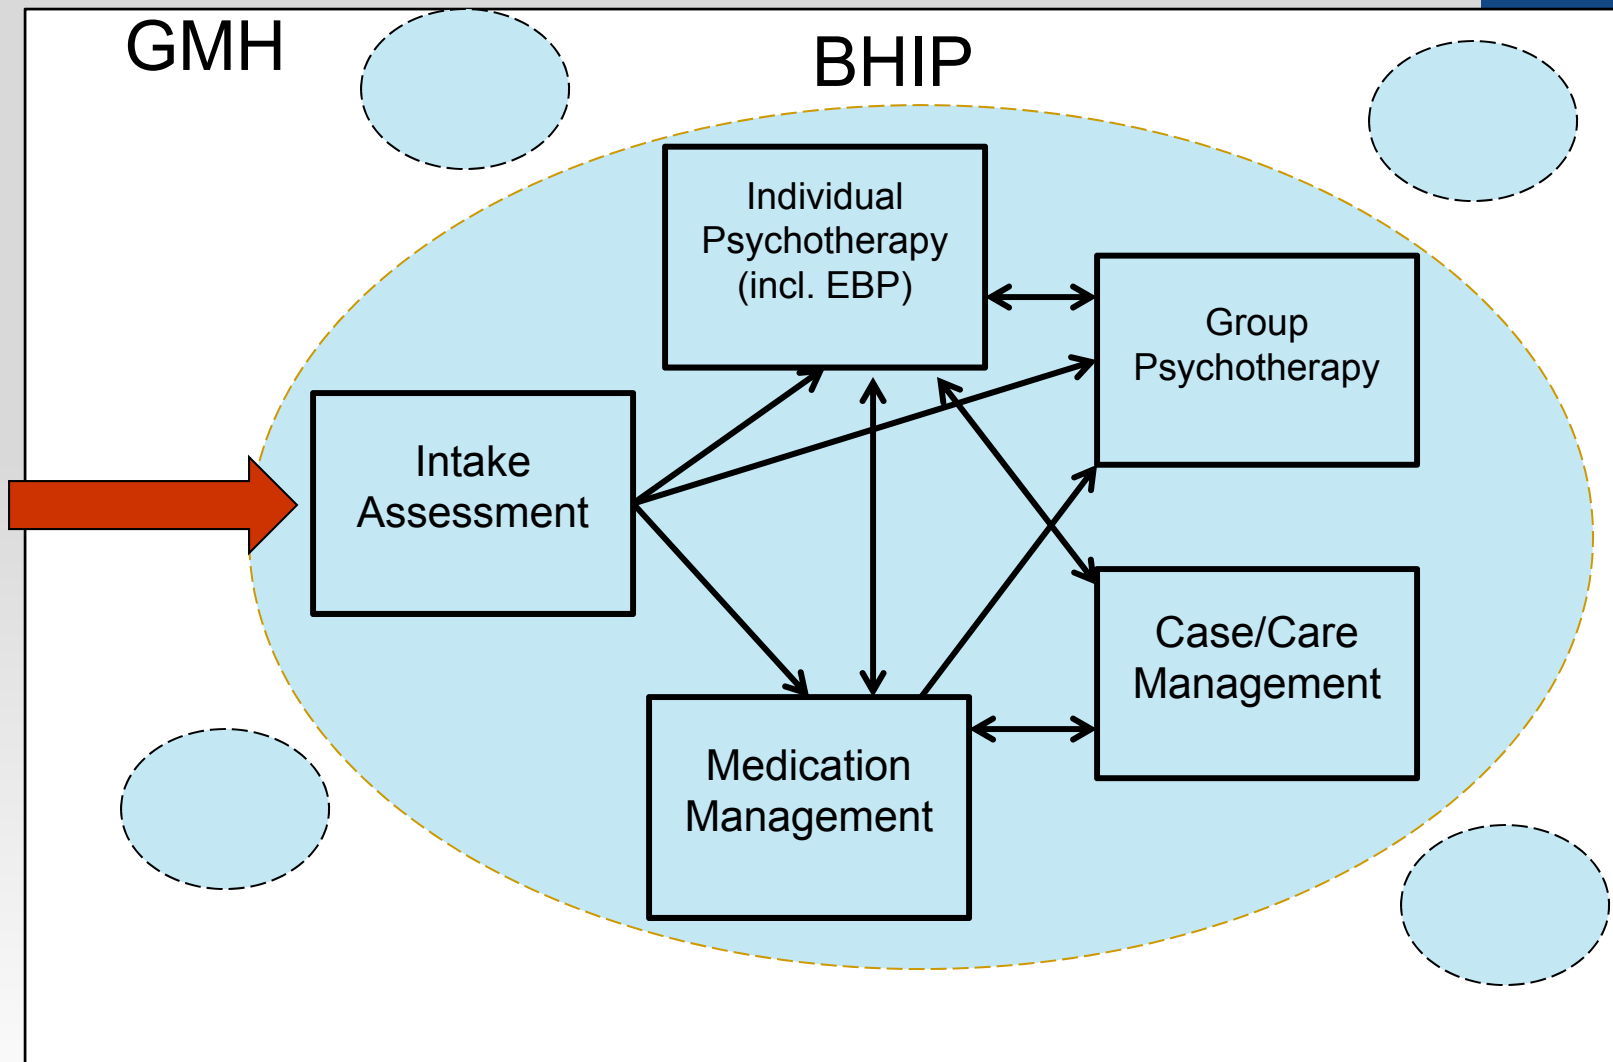 GMH
BHIP
Individual
Psychotherapy
(incl. EBP)
Group
Psychotherapy
Intake
Assessment
Case/Care
Management
Medication
Management